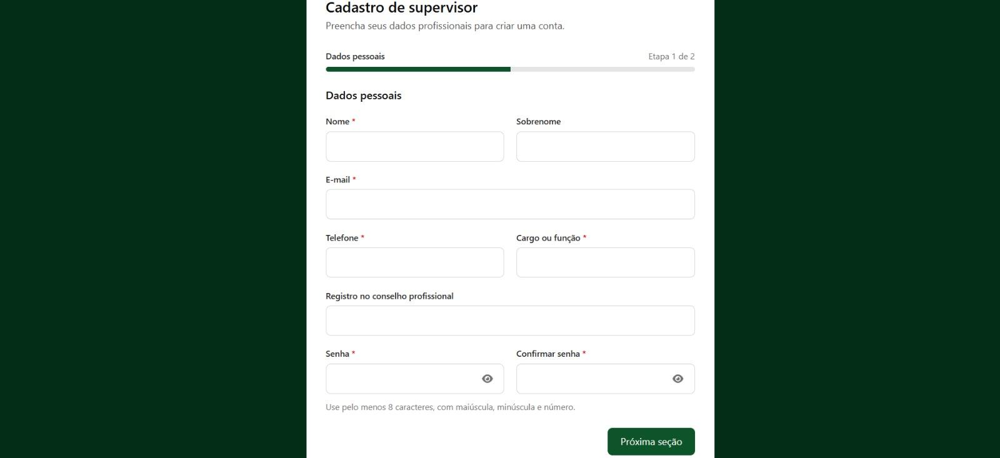 Cadastro de supervisor
Preencha seus dados profissionais para criar uma conta.
Dados pessoais
Etapa 1 de 2
Dados pessoais
Nome *
Sobrenome
E-mail *
Telefone *
Cargo ou função *
Registro no conselho profissional
Senha *
Confirmar senha *
Use pelo menos 8 caracteres, com maiúscula, minúscula e número.
Próxima seção